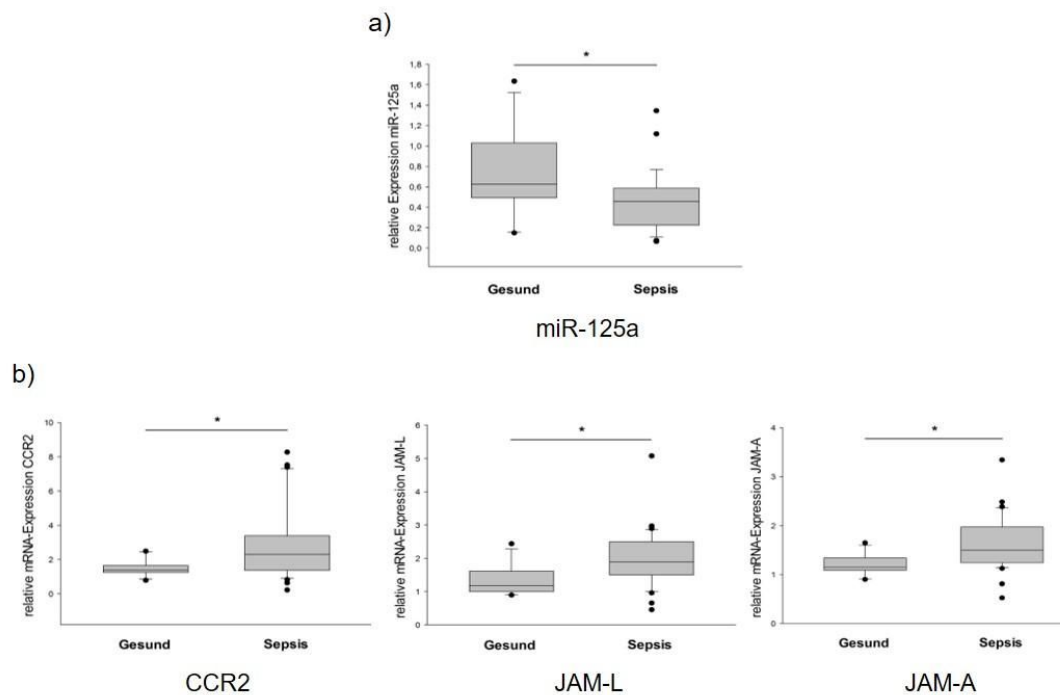 a)
*
relative Expression miR-125a
1,8
1,6
1,4
1,2
1,0
0,8
0,6
0,4
0,2
0,0
Gesund Sepsis
miR-125a
b)
*
relative mRNA-Expression CCR2
10
8
6
4
2
0
Gesund Sepsis
CCR2
*
relative mRNA-Expression JAM-L
6
5
4
3
2
1
0
Gesund Sepsis
JAM-L
*
relative mRNA-Expression JAM-A
4
3
2
1
0
Gesund Sepsis
JAM-A